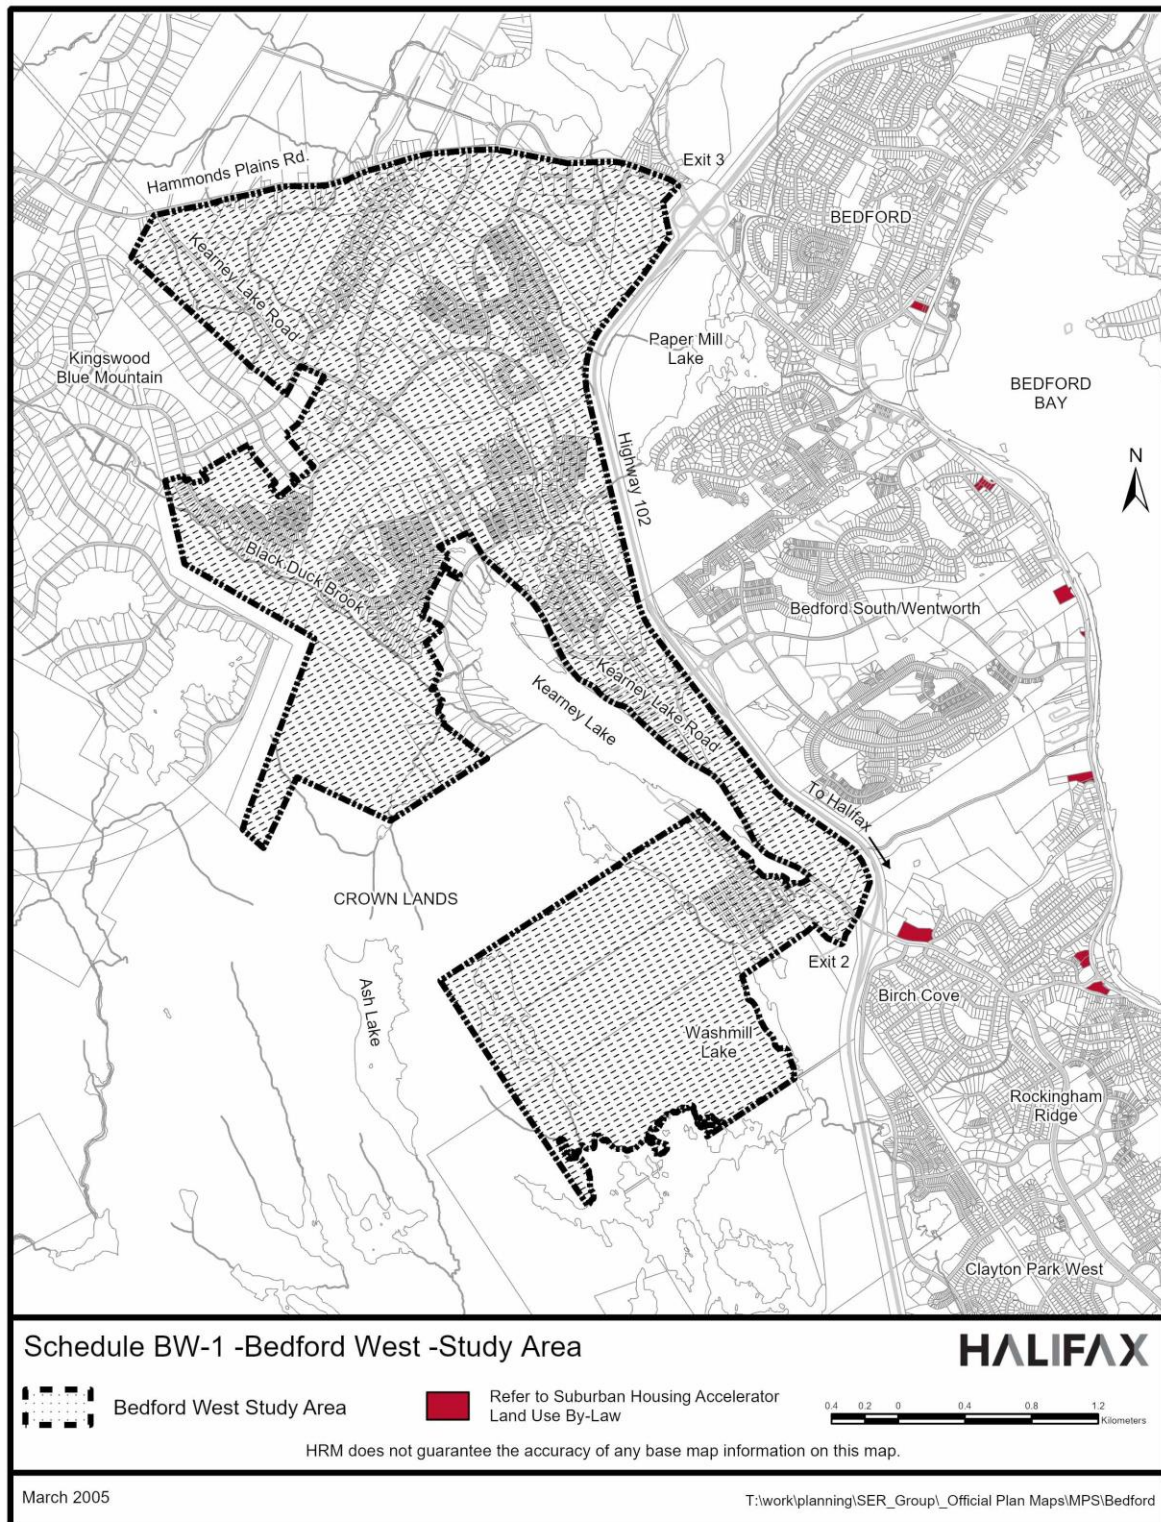 Hammonds Plains Rd.
Exit 3
BEDFORD
Kearney Lake Road
Paper Mill
Lake
Kingswood
Blue Mountain
BEDFORD
BAY
Highway 102
N
Black Duck Brook
Bedford South/Wentworth
Kearney Lake
Kearney Lake Road
To Halifax
CROWN LANDS
Exit 2
Ash Lake
Birch Cove
Washmill
Lake
Rockingham
Ridge
Clayton Park West
Schedule BW-1 -Bedford West -Study Area
HALIFAX
Bedford West Study Area
Refer to Suburban Housing Accelerator
Land Use By-Law
0.4 0.2 0 0.4 0.8 1.2
Kilometers
HRM does not guarantee the accuracy of any base map information on this map.
March 2005
T:\work\planning\SER_Group\_Official Plan Maps\MPS\Bedford